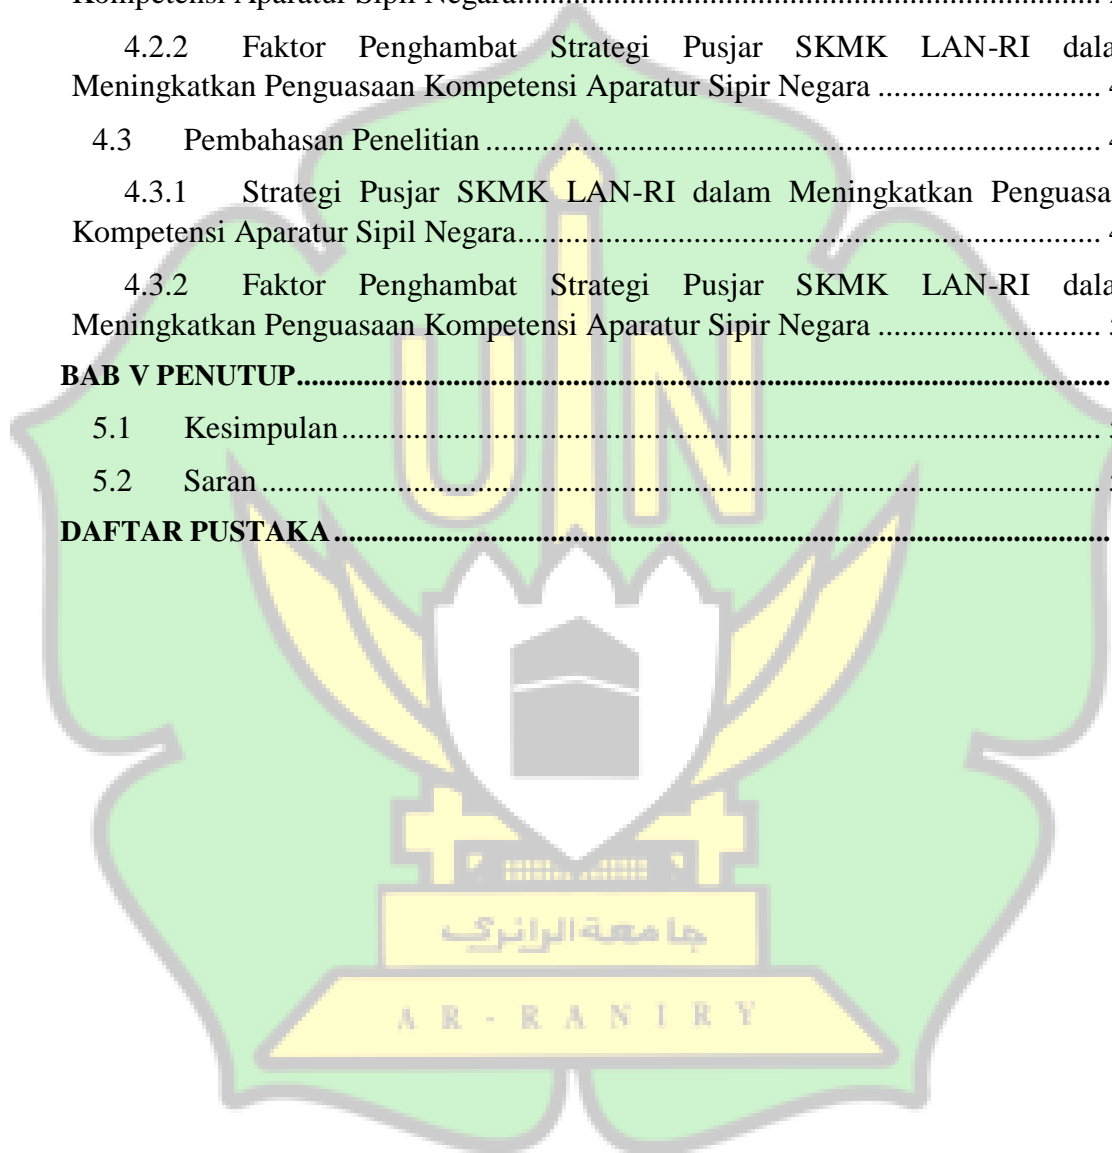 Kompetensi Aparatur Sipil Negara
4.2.2 Faktor Penghambat Strategi Pusjar SKMK LAN-RI dala
Meningkatkan Penguasaan Kompetensi Aparatur Sipir Negara
4.3 Pembahasan Penelitian
4.3.1 Strategi Pusjar SKMK LAN-RI dalam Meningkatkan Penguasa
Kompetensi Aparatur Sipil Negara
4.3.2 Faktor Penghambat Strategi Pusjar SKMK LAN-RI dala
Meningkatkan Penguasaan Kompetensi Aparatur Sipir Negara
BAB V PENUTUP
5.1 Kesimpulan
5.2 Saran
DAFTAR PUSTAKA
UIN
جامعة الرانري
AR-RANIRY